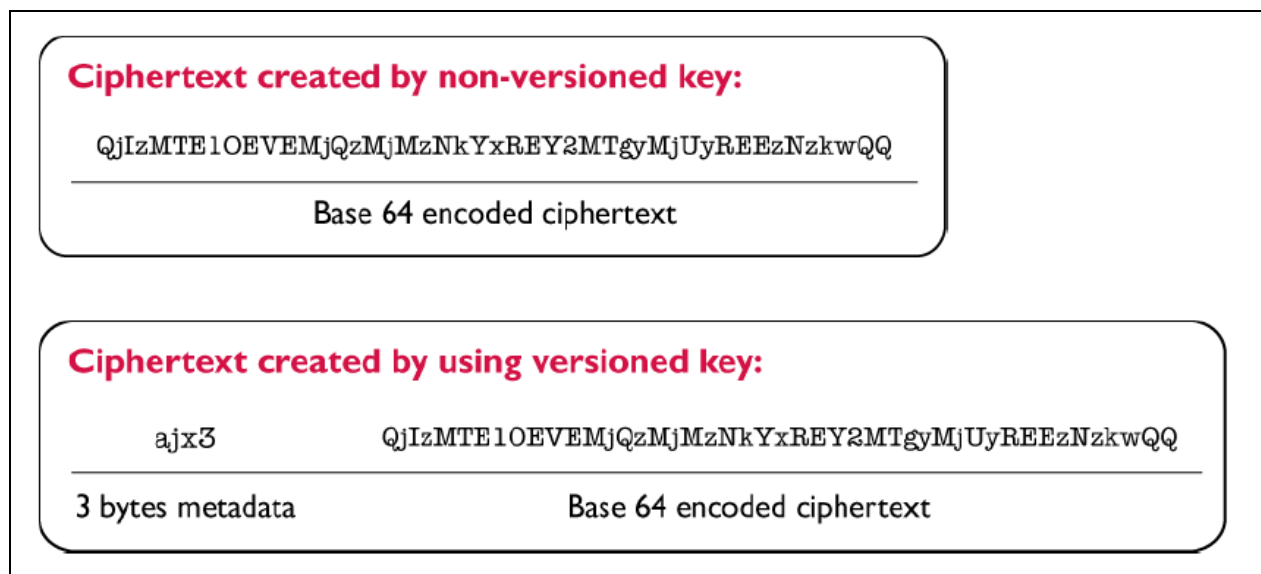 Ciphertext created by non-versioned key:
QjIzMTE1OEVEMjQzMjMzNkYxREY2MTgyMjUyREEzNzkwQQ
Base 64 encoded ciphertext
Ciphertext created by using versioned key:
ajx3 QjIzMTE1OEVEMjQzMjMzNkYxREY2MTgyMjUyREEzNzkwQQ
3 bytes metadata Base 64 encoded ciphertext